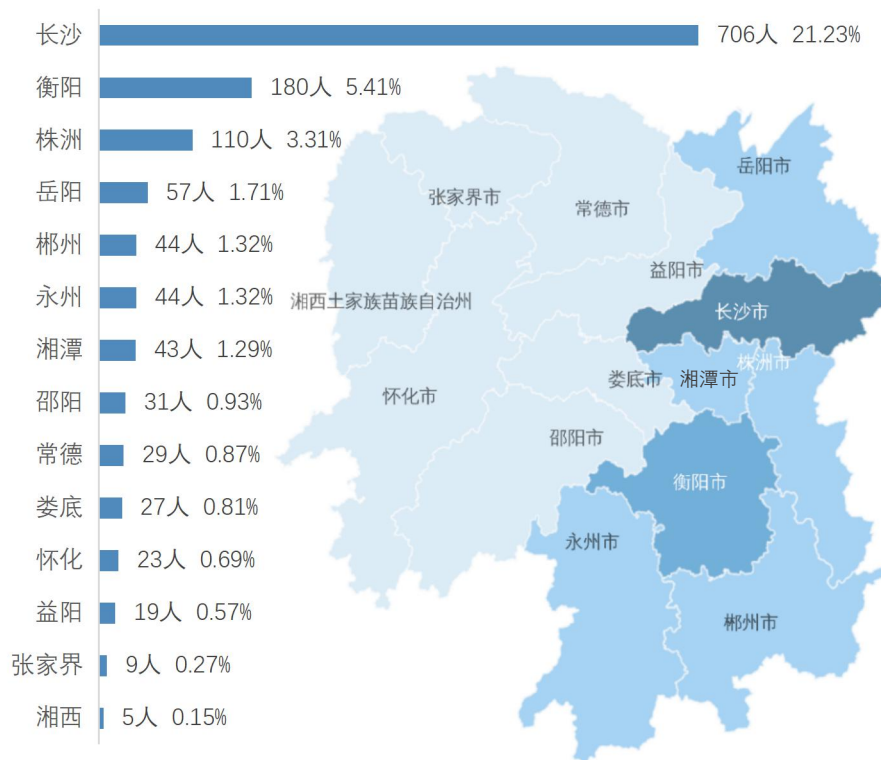 长沙 706人 21.23%
衡阳 180人 5.41%
株洲 110人 3.31%
岳阳 57人 1.71%
郴州 44人 1.32%
永州 44人 1.32%
湘潭 43人 1.29%
邵阳 31人 0.93%
常德 29人 0.87%
娄底 27人 0.81%
怀化 23人 0.69%
益阳 19人 0.57%
张家界 9人 0.27%
湘西 5人 0.15%
岳阳市
张家界市
常德市
益阳市
湘西土家族苗族自治州
长沙市
株洲市
娄底市
湘潭市
怀化市
邵阳市
衡阳市
永州市
郴州市